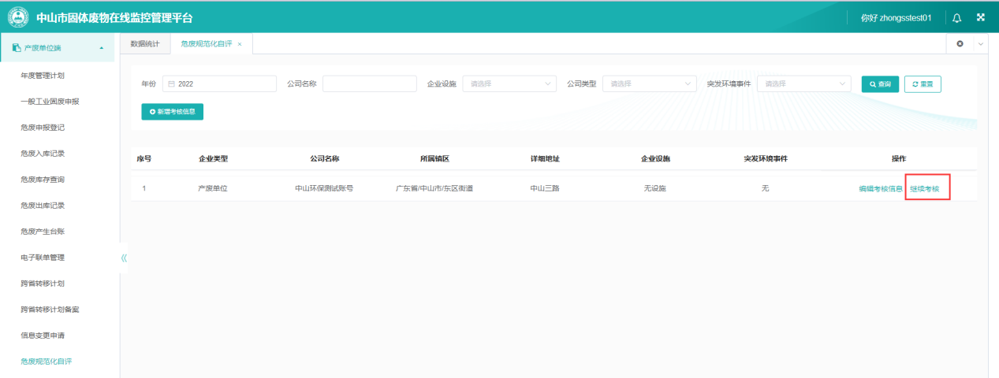 中山市固体废物在线监控管理平台
你好 zhongsstest01
产废单位端
数据统计
危废规范化自评 ×
年度管理计划
一般工业固废申报
危废申报登记
危废入库记录
危废库存查询
危废出库记录
危废产生台账
电子联单管理
跨省转移计划
跨省转移计划备案
信息变更申请
危废规范化自评
年份 2022 公司名称 企业设施 请选择 公司类型 请选择 突发环境事件 请选择 查询 重置
新增考核信息
序号 企业类型 公司名称 所属镇区 详细地址 企业设施 突发环境事件 操作
1 产废单位 中山环保测试账号 广东省/中山市/东区街道 中山三路 无设施 无 编辑考核信息 继续考核